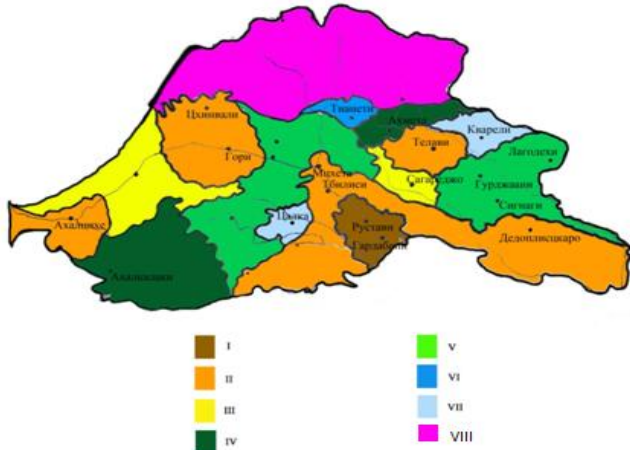 Цхинвали
Тианети
Ахмета
Кварели
Гори
Телави
Лагодехи
Мцхета
Тбилиси
Сагареджо
Гурджаани
Сигнаги
Ахалцихе
Цалка
Рустави
Гардабани
Дедоплисцкаро
Ахалкалаки
I
II
III
IV
V
VI
VII
VIII